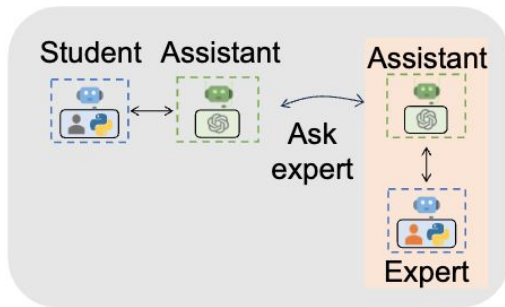 Student Assistant
Assistant
Ask
expert
Expert